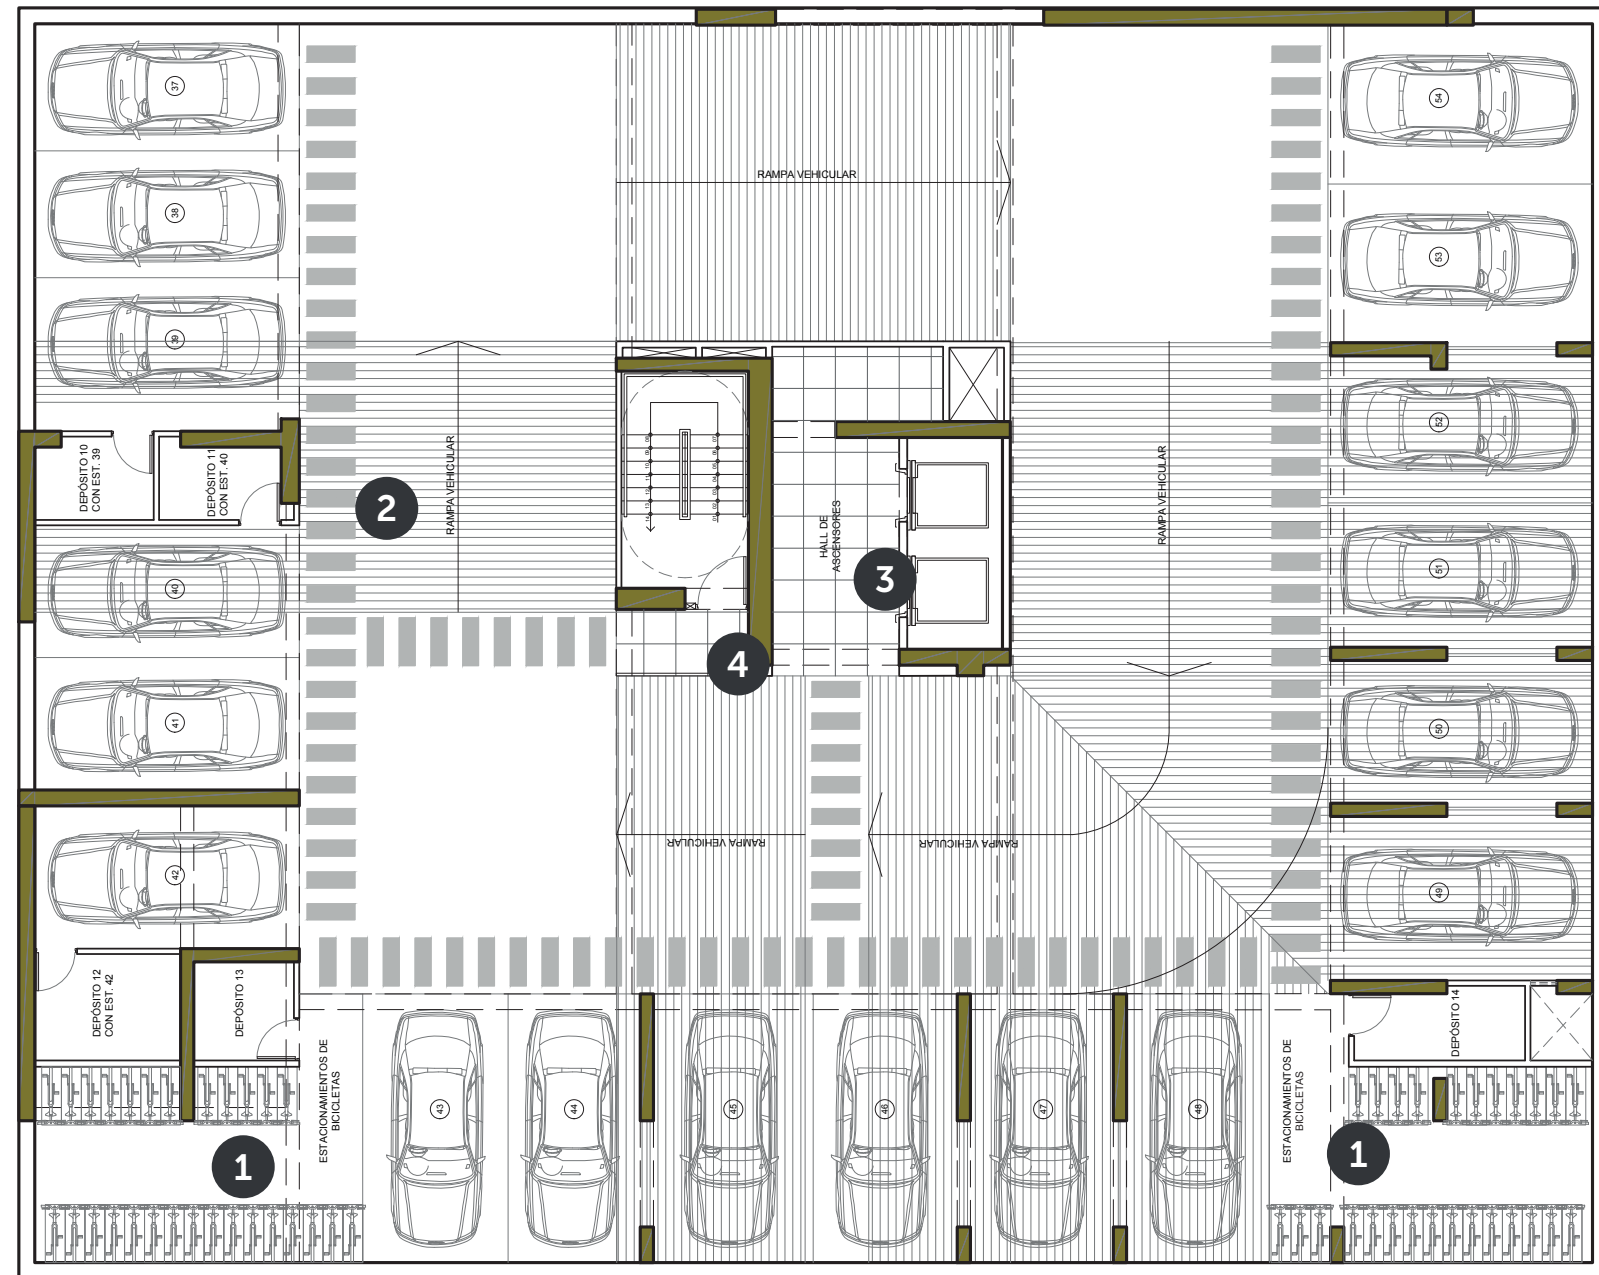 37
54
RAMPA VEHICULAR
38
53
39
52
DEPÓSITO 10
CON EST. 39
DEPÓSITO 11
CON EST. 40
RAMPA VEHICULAR
2
HALL DE
ASCENSORES
RAMPA VEHICULAR
3
40
51
4
41
50
RAMPA VEHICULAR
RAMPA VEHICULAR
42
49
DEPÓSITO 12
CON EST. 42
DEPÓSITO 13
DEPÓSITO 14
ESTACIONAMIENTOS DE
BICICLETAS
43
44
45
46
47
48
ESTACIONAMIENTOS DE
BICICLETAS
1
1